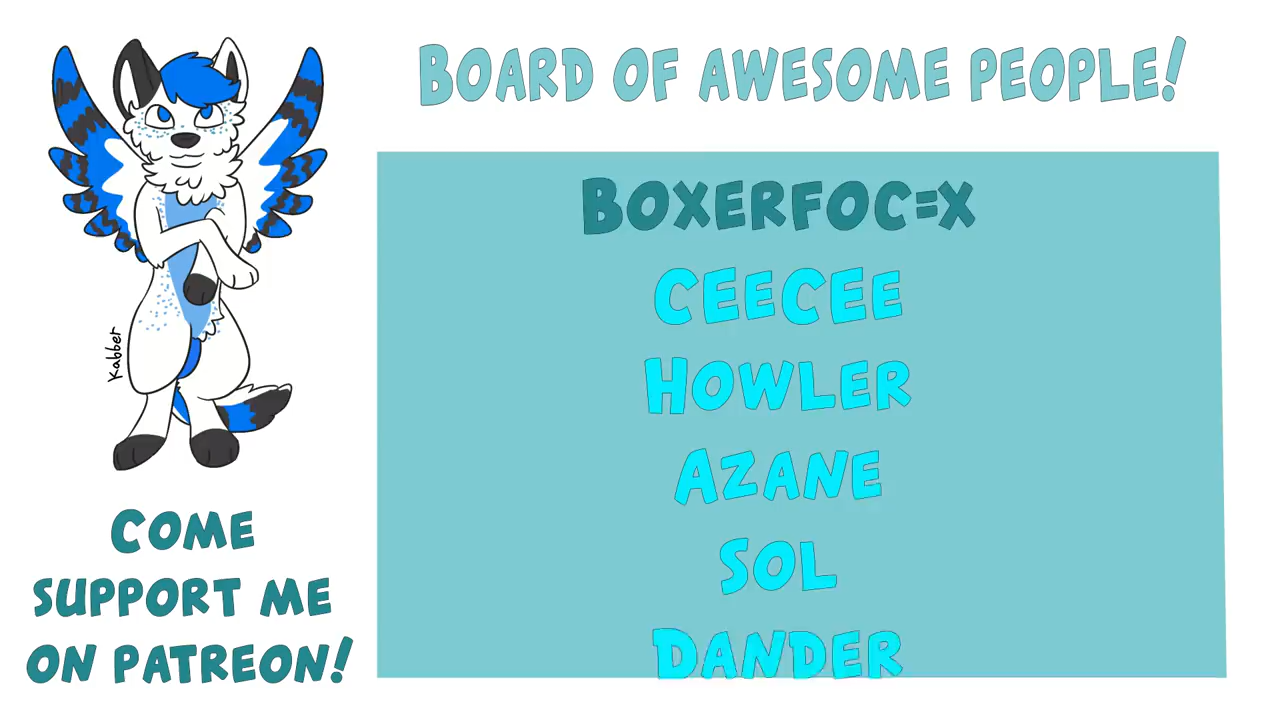 Board of awesome people!
Boxerfoc=x
CeeCee
Howler
Azane
Sol
Dander
Kabber
Come
support me
on Patreon!